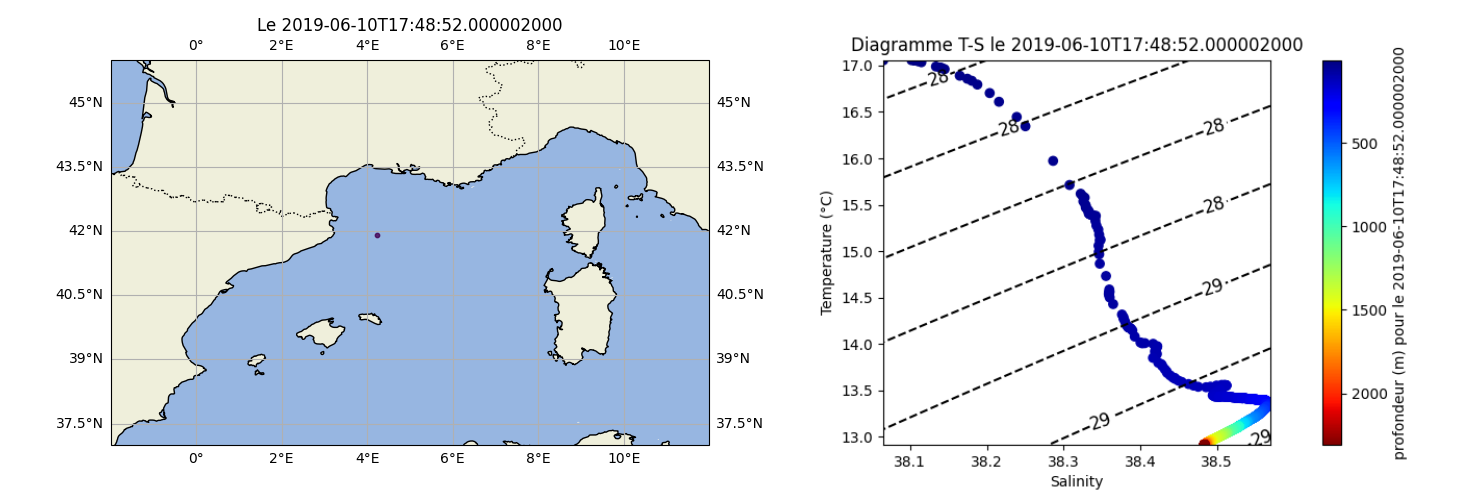 Le 2019-06-10T17:48:52.000002000
0° 2°E 4°E 6°E 8°E 10°E
45°N 45°N
43.5°N 43.5°N
42°N 42°N
40.5°N 40.5°N
39°N 39°N
37.5°N 37.5°N
0° 2°E 4°E 6°E 8°E 10°E
Diagramme T-S le 2019-06-10T17:48:52.000002000
17.0
16.5
16.0
15.5
15.0
14.5
14.0
13.5
13.0
Temperature (°C)
28
28
28
28
29
29
29
38.1 38.2 38.3 38.4 38.5
Salinity
500
1000
1500
2000
profondeur (m) pour le 2019-06-10T17:48:52.000002000